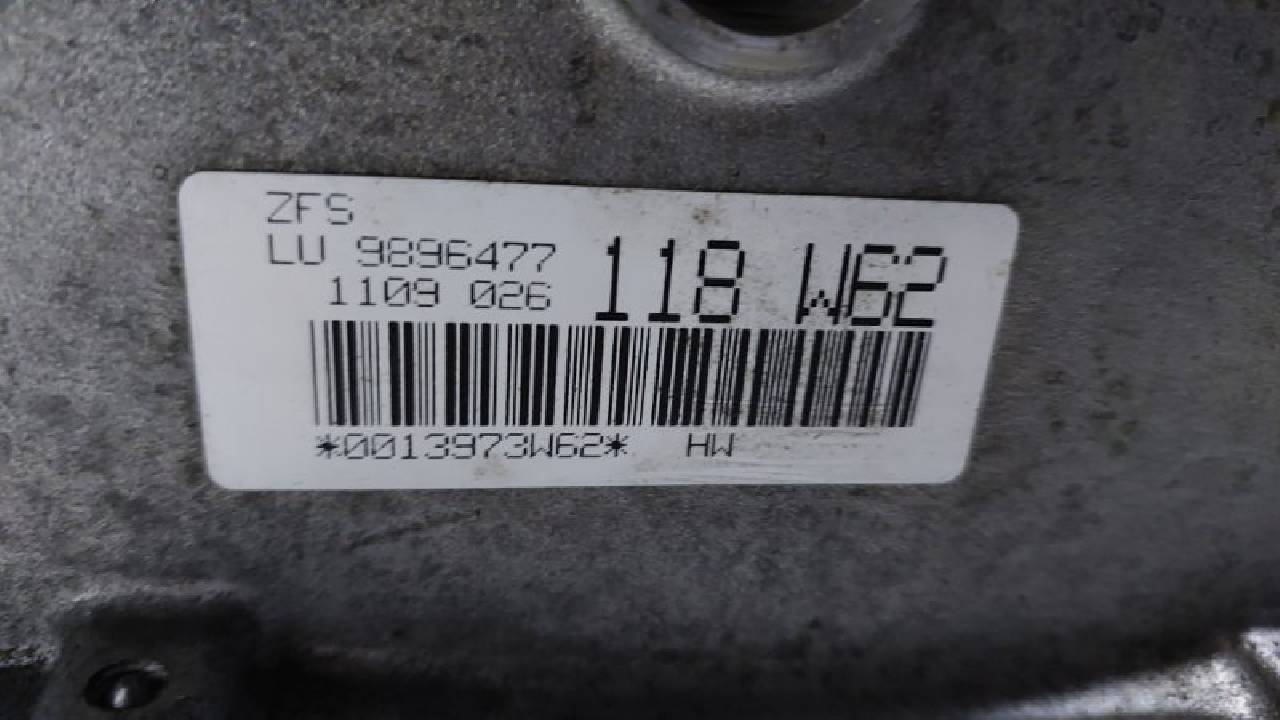 ZFS
LU 9896477
1109 026 118 W62
*0013973W62* HW